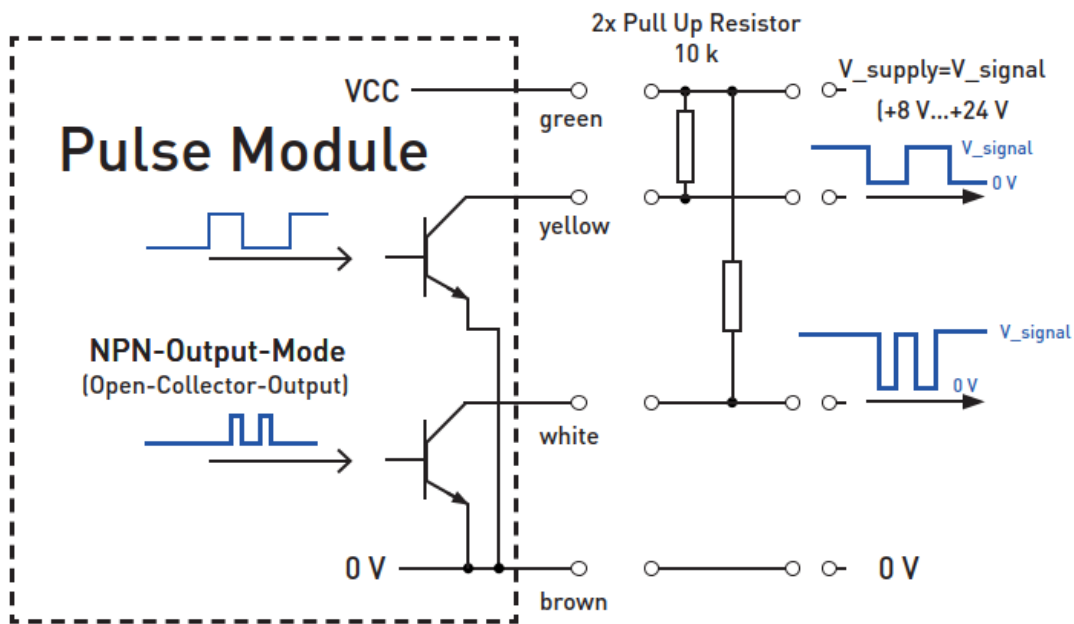 2x Pull Up Resistor
10 k
VCC
green
V_supply=V_signal
(+8 V...+24 V
Pulse Module
V_signal
0 V
yellow
NPN-Output-Mode
(Open-Collector-Output)
V_signal
0 V
white
0 V
brown
0 V